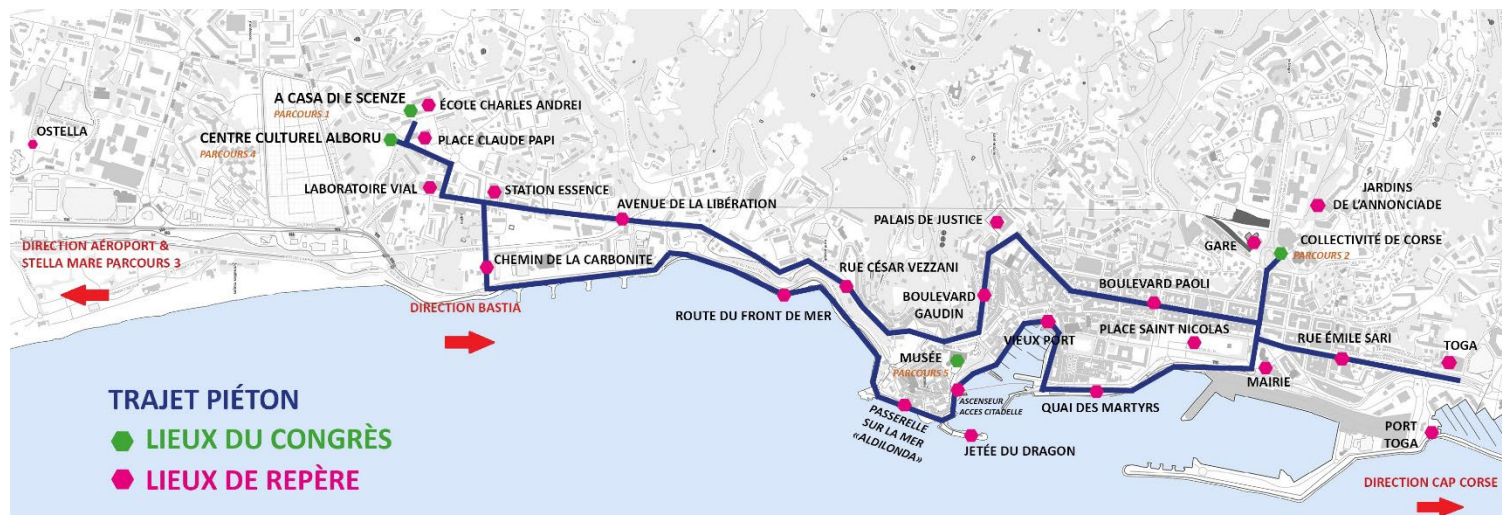 OSTELLA
A CASA DI E SCENZE
PARCOURS 1
ÉCOLE CHARLES ANDREI
CENTRE CULTUREL ALBORU
PARCOURS 4
PLACE CLAUDE PAPI
LABORATOIRE VIAL
STATION ESSENCE
AVENUE DE LA LIBÉRATION
PALAIS DE JUSTICE
JARDINS
DE L'ANNONCIADE
GARE
COLLECTIVITÉ DE CORSE
PARCOURS 2
DIRECTION AÉROPORT &
STELLA MARE PARCOURS 3
CHEMIN DE LA CARBONITE
DIRECTION BASTIA
RUE CÉSAR VEZZANI
BOULEVARD
GAUDIN
BOULEVARD PAOLI
ROUTE DU FRONT DE MER
VIEUX PORT
PLACE SAINT NICOLAS
RUE ÉMILE SARI
TOGA
MUSÉE
PARCOURS 5
MAIRIE
ASCENSEUR
ACCES CITADELLE
QUAI DES MARTYRS
PASSERELLE
SUR LA MER
«ALDILONDA»
JETÉE DU DRAGON
PORT
TOGA
DIRECTION CAP CORSE
TRAJET PIÉTON
LIEUX DU CONGRÈS
LIEUX DE REPÈRE